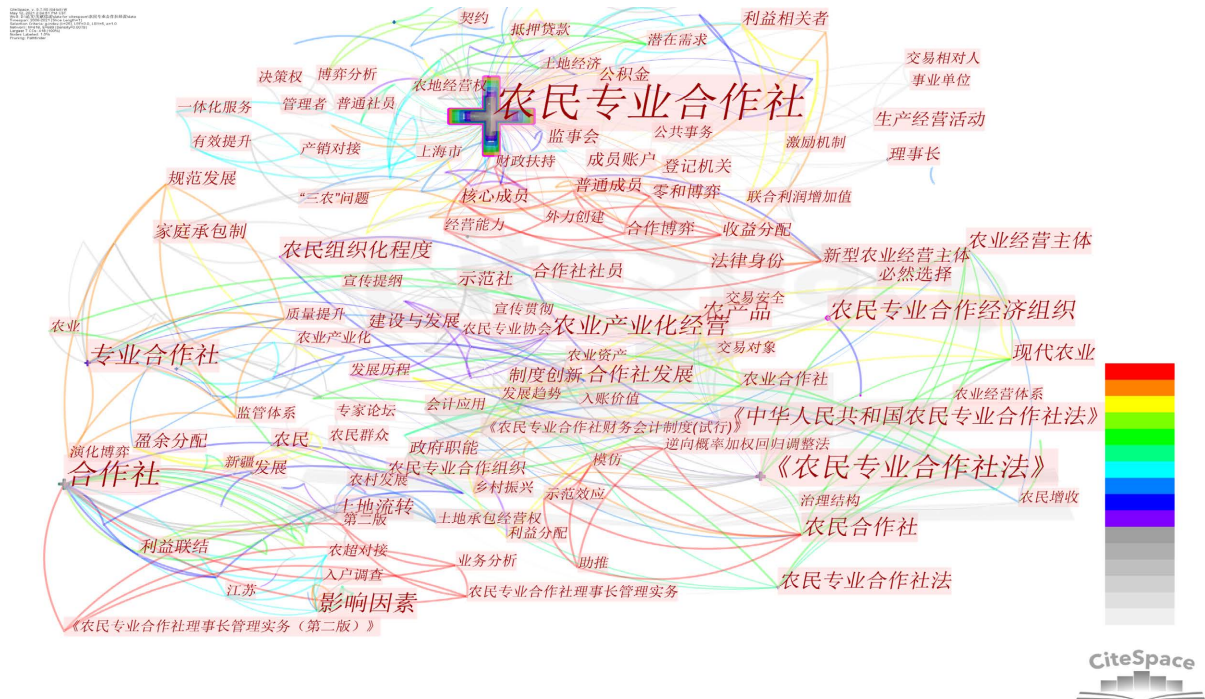 契约
利益相关者
抵押贷款
潜在需求
土地经济
交易相对人
决策权
博弈分析
公积金
事业单位
农地经营权
农民专业合作社
一体化服务
管理者
普通社员
生产经营活动
监事会
公共事务
有效提升
产销对接
上海市
激励机制
理事长
财政扶持
成员账户
登记机关
规范发展
普通成员
零和博弈
"三农"问题
核心成员
联合利润增加值
家庭承包制
经营能力
外力创建
合作博弈
收益分配
农业经营主体
农民组织化程度
法律身份
新型农业经营主体
必然选择
宣传提纲
示范社
合作社社员
交易安全
质量提升
宣传贯彻
农产品
农民专业合作经济组织
农业
建设与发展
农民专业协会
农业产业化经营
农业产业化
专业合作社
农业资产
交易对象
现代农业
发展历程
制度创新
合作社发展
农业合作社
发展趋势
入账价值
农业经营体系
监管体系
专家论坛
会计应用
《中华人民共和国农民专业合作社法》
《农民专业合作社财务会计制度(试行)》
盈余分配
农民
农民群众
政府职能
逆向概率加权回归调整法
演化博弈
合作社
新疆
发展
农民专业合作组织
模仿
《农民专业合作社法》
农村发展
乡村振兴
示范效应
治理结构
农民增收
土地流转
第二版
土地承包经营权
利益分配
农民合作社
利益联结
农超对接
业务分析
助推
入户调查
农民专业合作社法
江苏
影响因素
农民专业合作社理事长管理实务
《农民专业合作社理事长管理实务（第二版）》
CiteSpace